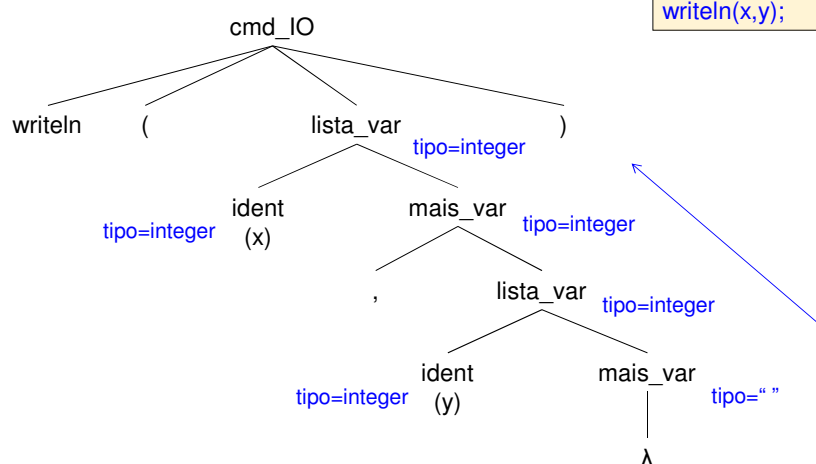 writeln(x,y);
cmd_IO
writeln ( lista_var )
tipo=integer
ident mais_var
tipo=integer (x) tipo=integer
, lista_var
tipo=integer
ident mais_var
tipo=integer (y) tipo=“ ”
λ